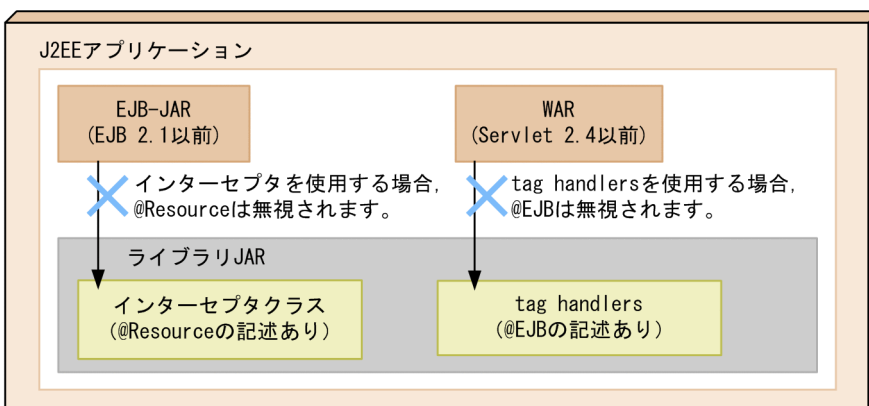 J2EEアプリケーション
EJB-JAR
(EJB 2.1以前)
WAR
(Servlet 2.4以前)
インターセプタを使用する場合,
@Resourceは無視されます。
tag handlersを使用する場合,
@EJBは無視されます。
ライブラリJAR
インターセプタクラス
(@Resourceの記述あり)
tag handlers
(@EJBの記述あり)